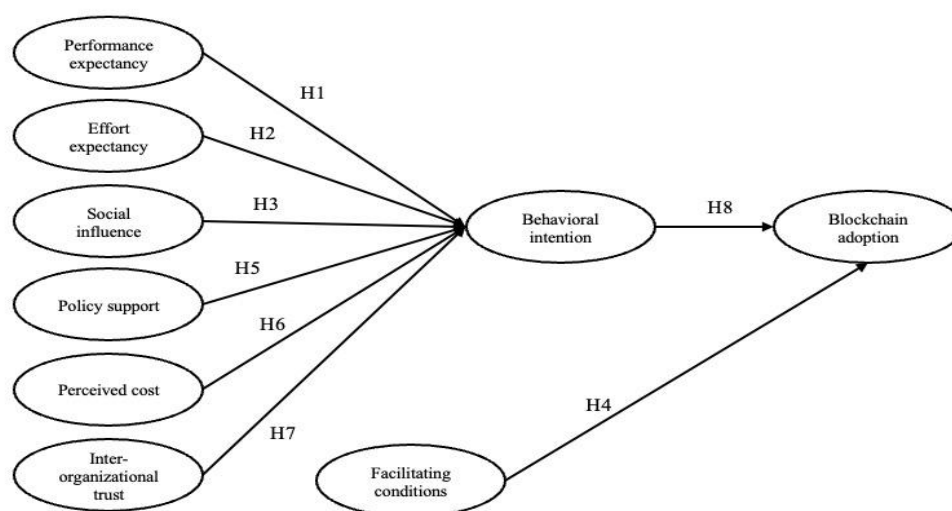 Performance
expectancy
H1
Effort
expectancy
H2
Social
influence
H3
Behavioral
intention
H8
Blockchain
adoption
Policy support
H5
Perceived cost
H6
Inter-
organizational
trust
H7
Facilitating
conditions
H4